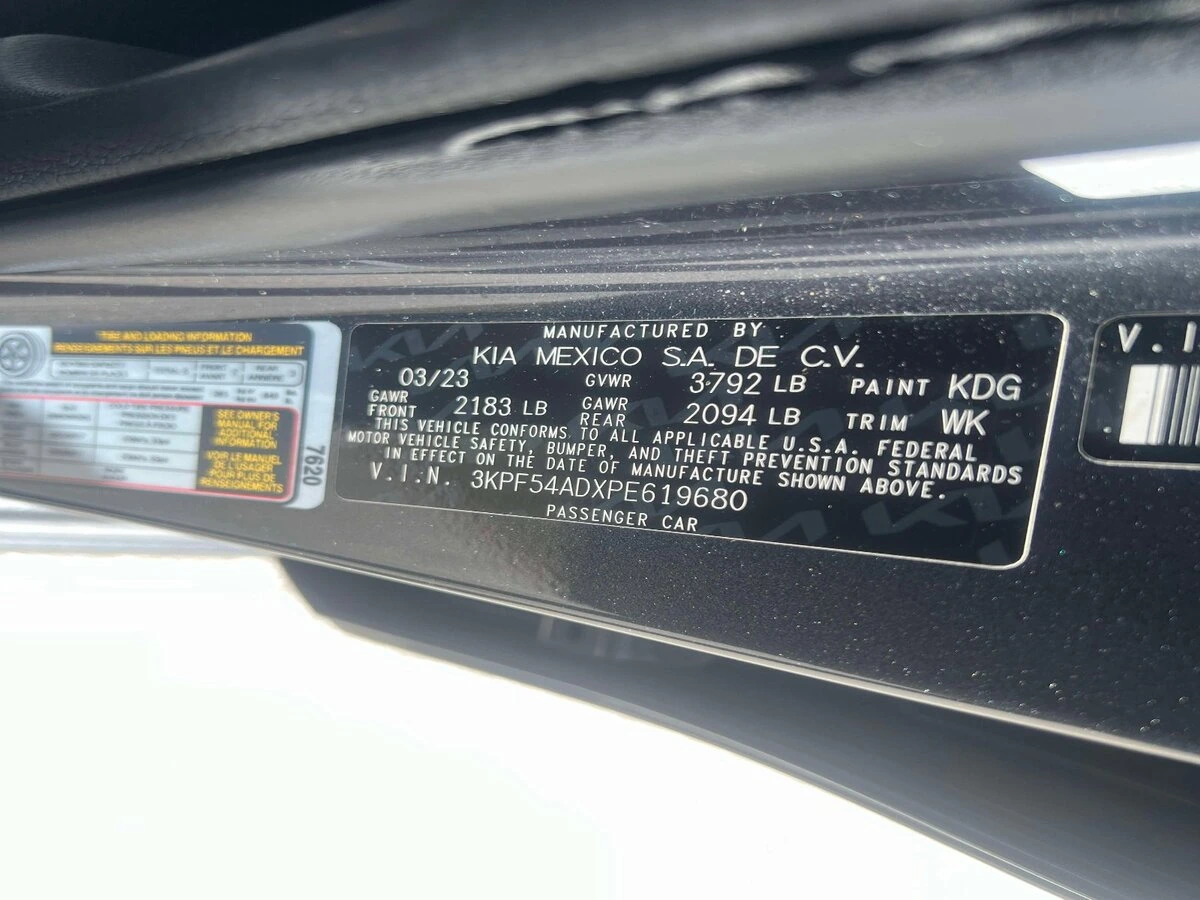 TIRE AND LOADING INFORMATION
RENSEIGNEMENTS SUR LES PNEUS ET LE CHARGEMENT
SEE OWNER'S
MANUAL FOR
ADDITIONAL
INFORMATION
VOIR LE MANUEL
DE L'USAGER
POUR PLUS DE
RENSEIGNEMENTS
7620
MANUFACTURED BY
KIA MEXICO S.A. DE C.V.
03/23 GVWR 3792 LB PAINT KDG
GAWR FRONT 2183 LB GAWR REAR 2094 LB TRIM WK
THIS VEHICLE CONFORMS TO ALL APPLICABLE U.S.A. FEDERAL
MOTOR VEHICLE SAFETY, BUMPER, AND THEFT PREVENTION STANDARDS
IN EFFECT ON THE DATE OF MANUFACTURE SHOWN ABOVE.
V.I.N. 3KPF54ADXPE619680
PASSENGER CAR
V.I